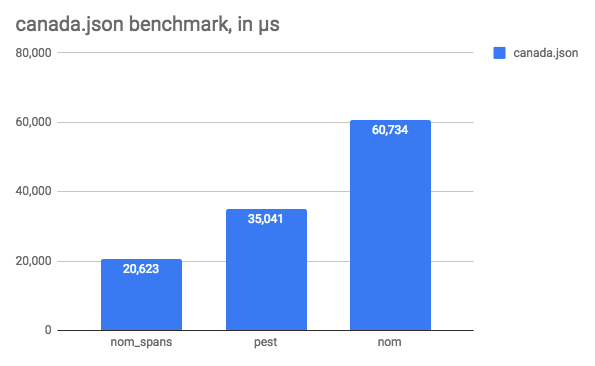 canada.json benchmark, in µs
80,000
canada.json
60,000
60,734
40,000
35,041
20,000
20,623
0
nom_spans
pest
nom